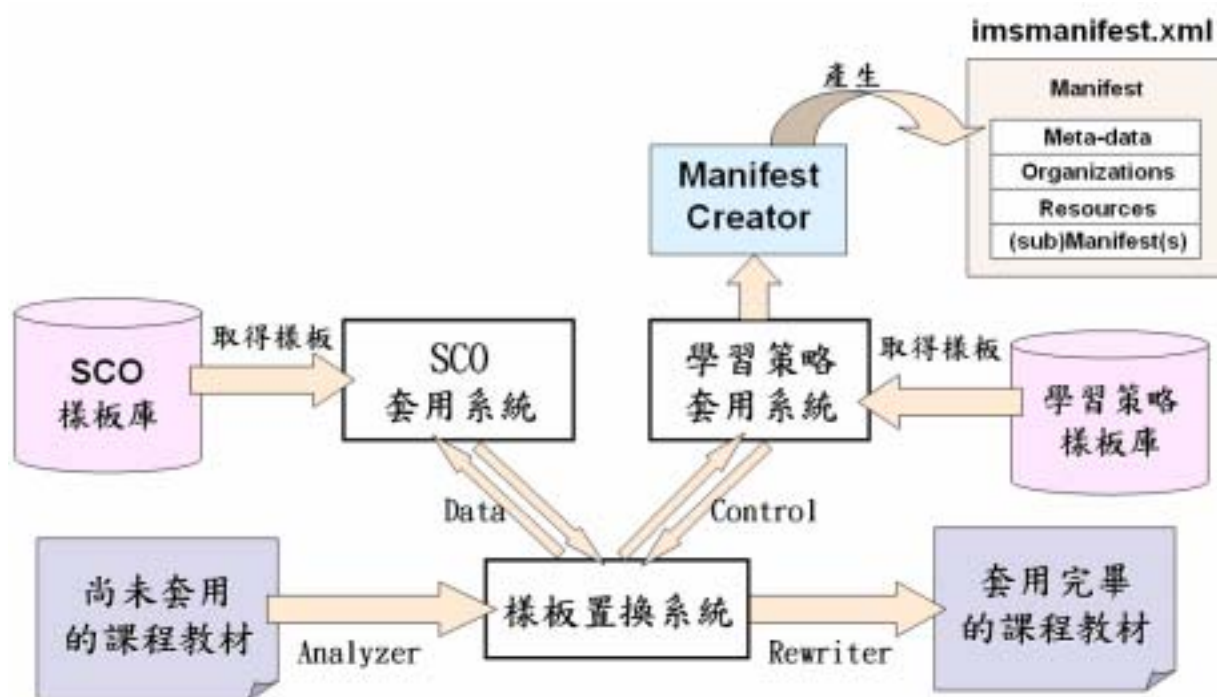 imsmanifest.xml
產生
Manifest
Meta-data
Organizations
Resources
(sub)Manifest(s)
Manifest
Creator
SCO
樣板庫
取得樣板
SCO
套用系統
學習策略
套用系統
取得樣板
學習策略
樣板庫
Data
Control
尚未套用
的課程教材
Analyzer
樣板置換系統
Rewriter
套用完畢
的課程教材